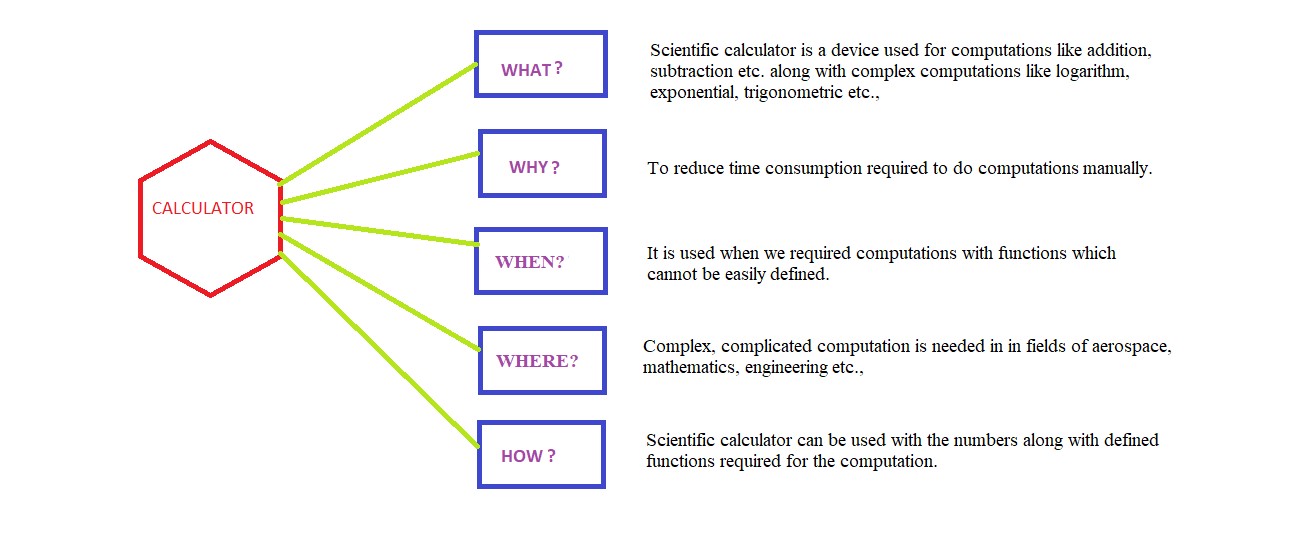 CALCULATOR
WHAT?
Scientific calculator is a device used for computations like addition,
subtraction etc. along with complex computations like logarithm,
exponential, trigonometric etc.,
WHY?
To reduce time consumption required to do computations manually.
WHEN?
It is used when we required computations with functions which
cannot be easily defined.
WHERE?
Complex, complicated computation is needed in in fields of aerospace,
mathematics, engineering etc.,
HOW?
Scientific calculator can be used with the numbers along with defined
functions required for the computation.